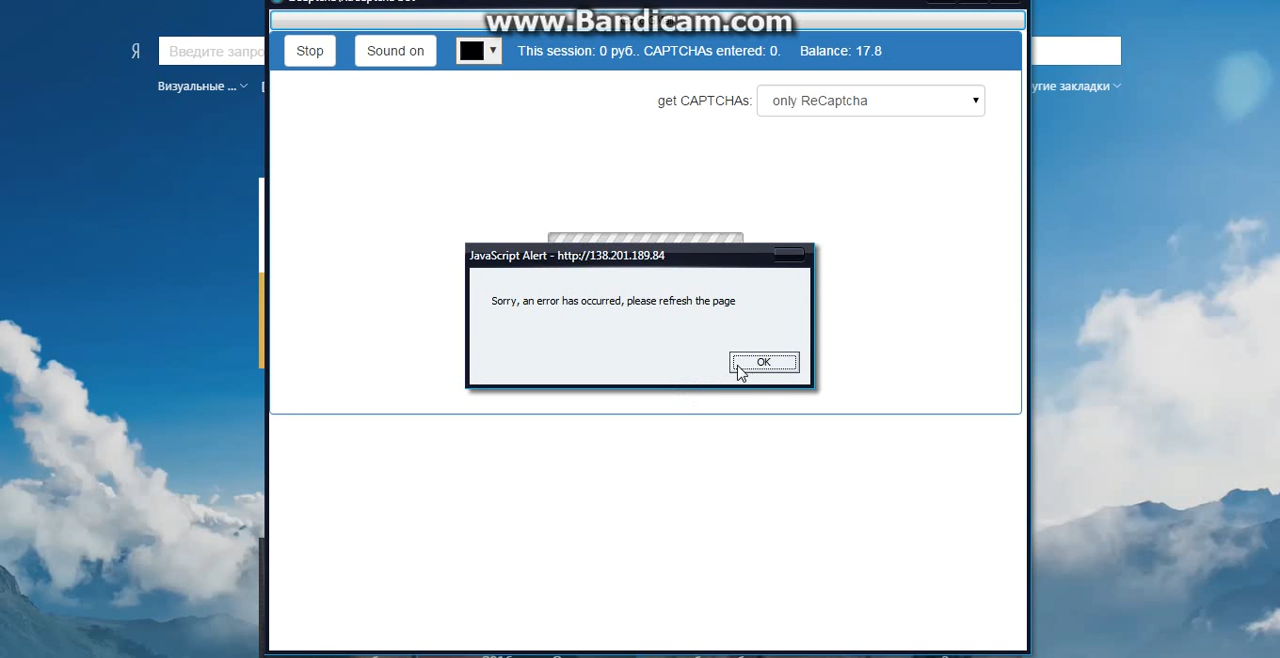 www.Bandicam.com
Я
Введите запро
Stop
Sound on
This session: 0 руб.. CAPTCHAs entered: 0.
Balance: 17.8
Визуальные ...
угие закладки
get CAPTCHAs:
only ReCaptcha
JavaScript Alert - http://138.201.189.84
Sorry, an error has occurred, please refresh the page
OK